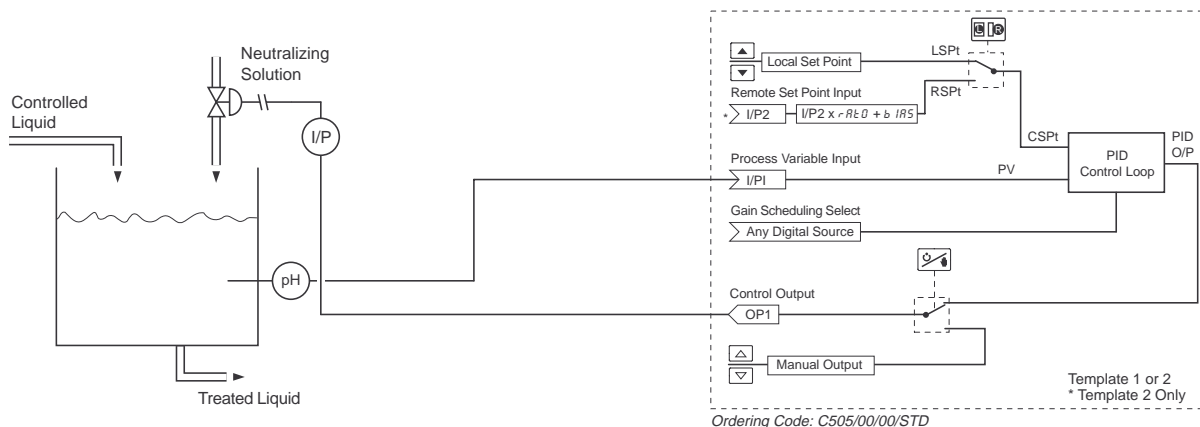 Neutralizing
Solution
Controlled
Liquid
I/P
pH
Treated Liquid
L R
LSPt
Local Set Point
Remote Set Point Input
RSPt
* I/P2
I/P2 x rAtO + bIAS
CSPt
PID
Control Loop
PID
O/P
Process Variable Input
I/PI
PV
Gain Scheduling Select
Any Digital Source
Control Output
OP1
Manual Output
Template 1 or 2
* Template 2 Only
Ordering Code: C505/00/00/STD